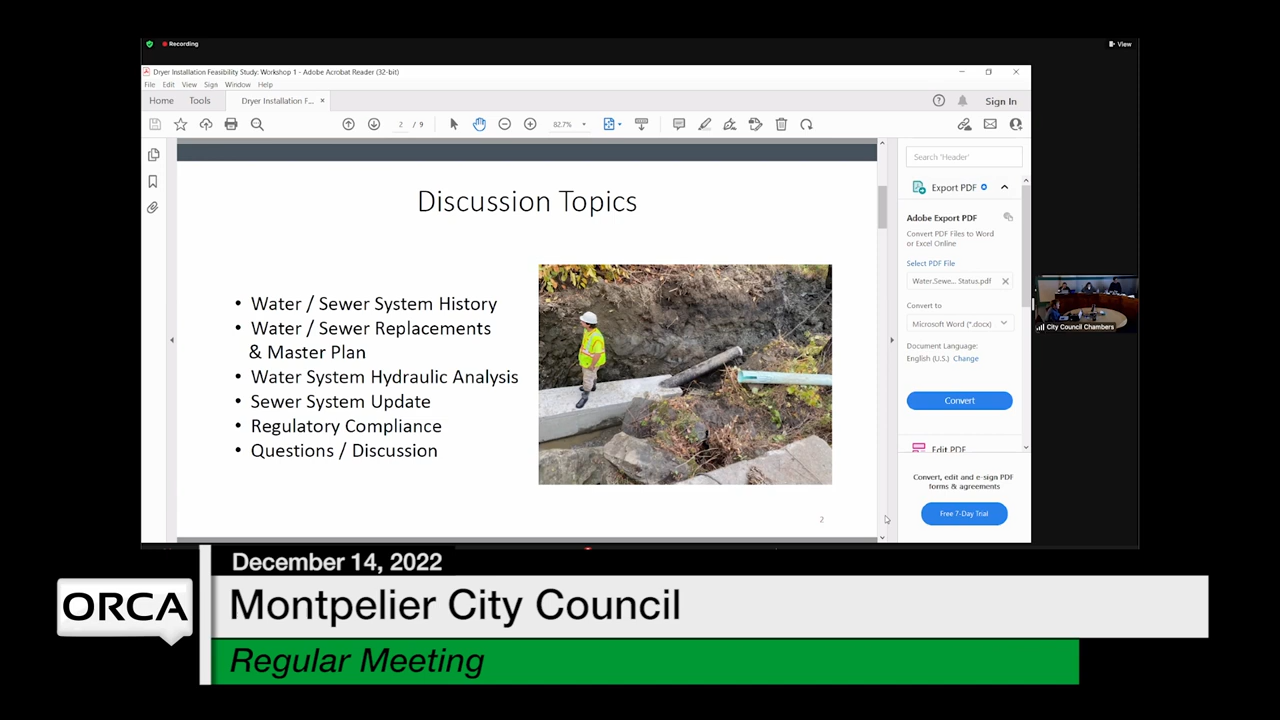 Recording
View
Dryer Installation Feasibility Study: Workshop 1 - Adobe Acrobat Reader (32-bit)
File Edit View Sign Window Help
Home Tools Dryer Installation F... × Sign In
2 / 9 82.7%
Search 'Header'
Export PDF
Adobe Export PDF
Convert PDF Files to Word
or Excel Online
Select PDF File
Water.Sewe... Status.pdf
Convert to
Microsoft Word (*.docx)
Document Language:
English (U.S.) Change
Convert
Edit PDF
Convert, edit and e-sign PDF
forms & agreements
Free 7-Day Trial
Discussion Topics
• Water / Sewer System History
• Water / Sewer Replacements
& Master Plan
• Water System Hydraulic Analysis
• Sewer System Update
• Regulatory Compliance
• Questions / Discussion
2
City Council Chambers
December 14, 2022
ORCA
Montpelier City Council
Regular Meeting